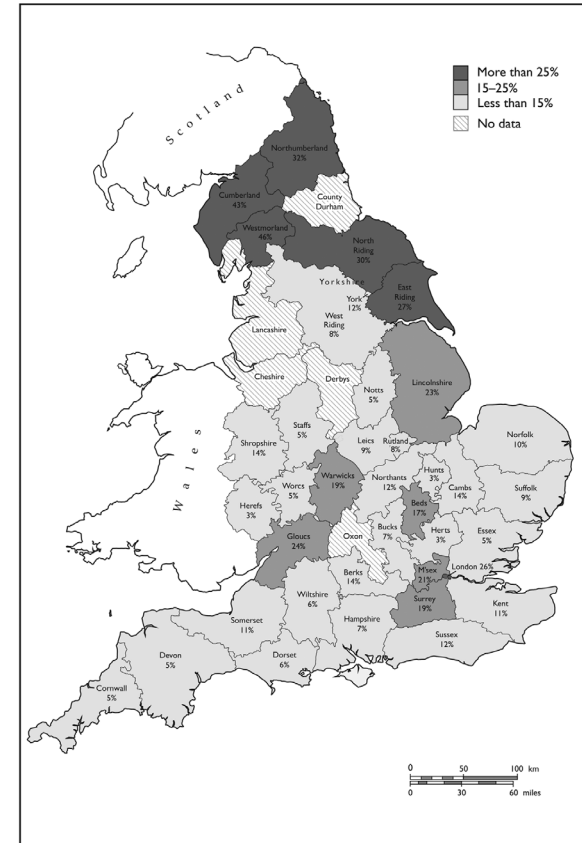 More than 25%
15–25%
Less than 15%
No data
Scotland
Northumberland
32%
County
Durham
Cumberland
43%
Westmorland
46%
North
Riding
30%
Yorkshire
East
Riding
27%
York
12%
West
Riding
8%
Lancashire
Cheshire
Derbys
Notts
5%
Lincolnshire
23%
Wales
Staffs
5%
Shropshire
14%
Leics
9%
Rutland
8%
Norfolk
10%
Warwicks
19%
Northants
12%
Hunts
3%
Cambs
14%
Suffolk
9%
Worcs
5%
Herefs
3%
Beds
17%
Bucks
7%
Herts
3%
Essex
5%
Gloucs
24%
Oxon
M'sex
21%
London 26%
Berks
14%
Wiltshire
6%
Surrey
19%
Kent
11%
Somerset
11%
Hampshire
7%
Sussex
12%
Devon
5%
Dorset
6%
Cornwall
5%
0 50 100 km
0 30 60 miles